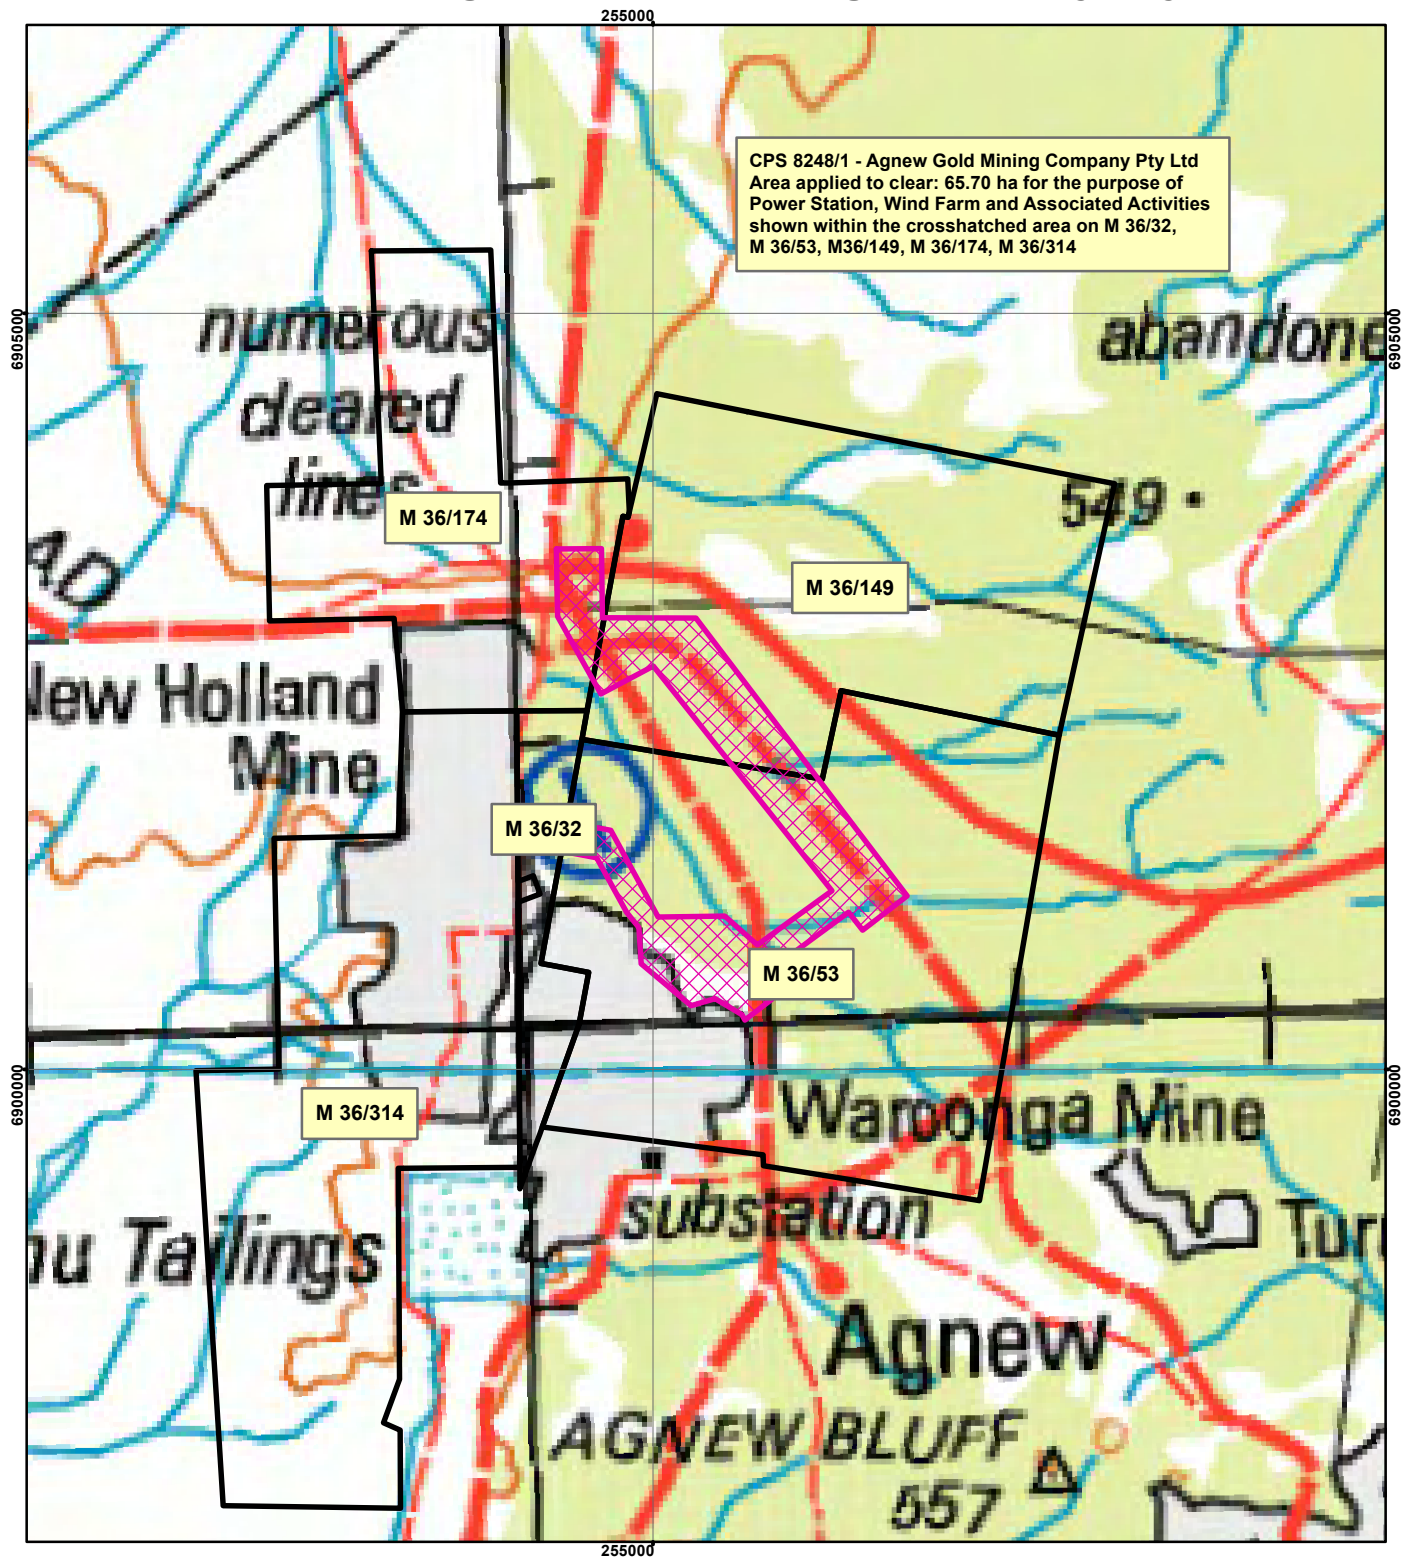 255000
CPS 8248/1 - Agnew Gold Mining Company Pty Ltd
Area applied to clear: 65.70 ha for the purpose of
Power Station, Wind Farm and Associated Activities
shown within the crosshatched area on M 36/32,
M 36/53, M36/149, M 36/174, M 36/314
6905000
6905000
numerous
cleared
lines
abandone
549
M 36/174
AD
M 36/149
New Holland
Mine
M 36/32
M 36/53
6900000
6900000
M 36/314
Waroonga Mine
2
substation
nu Tailings
Agnew
AGNEW BLUFF
557
255000